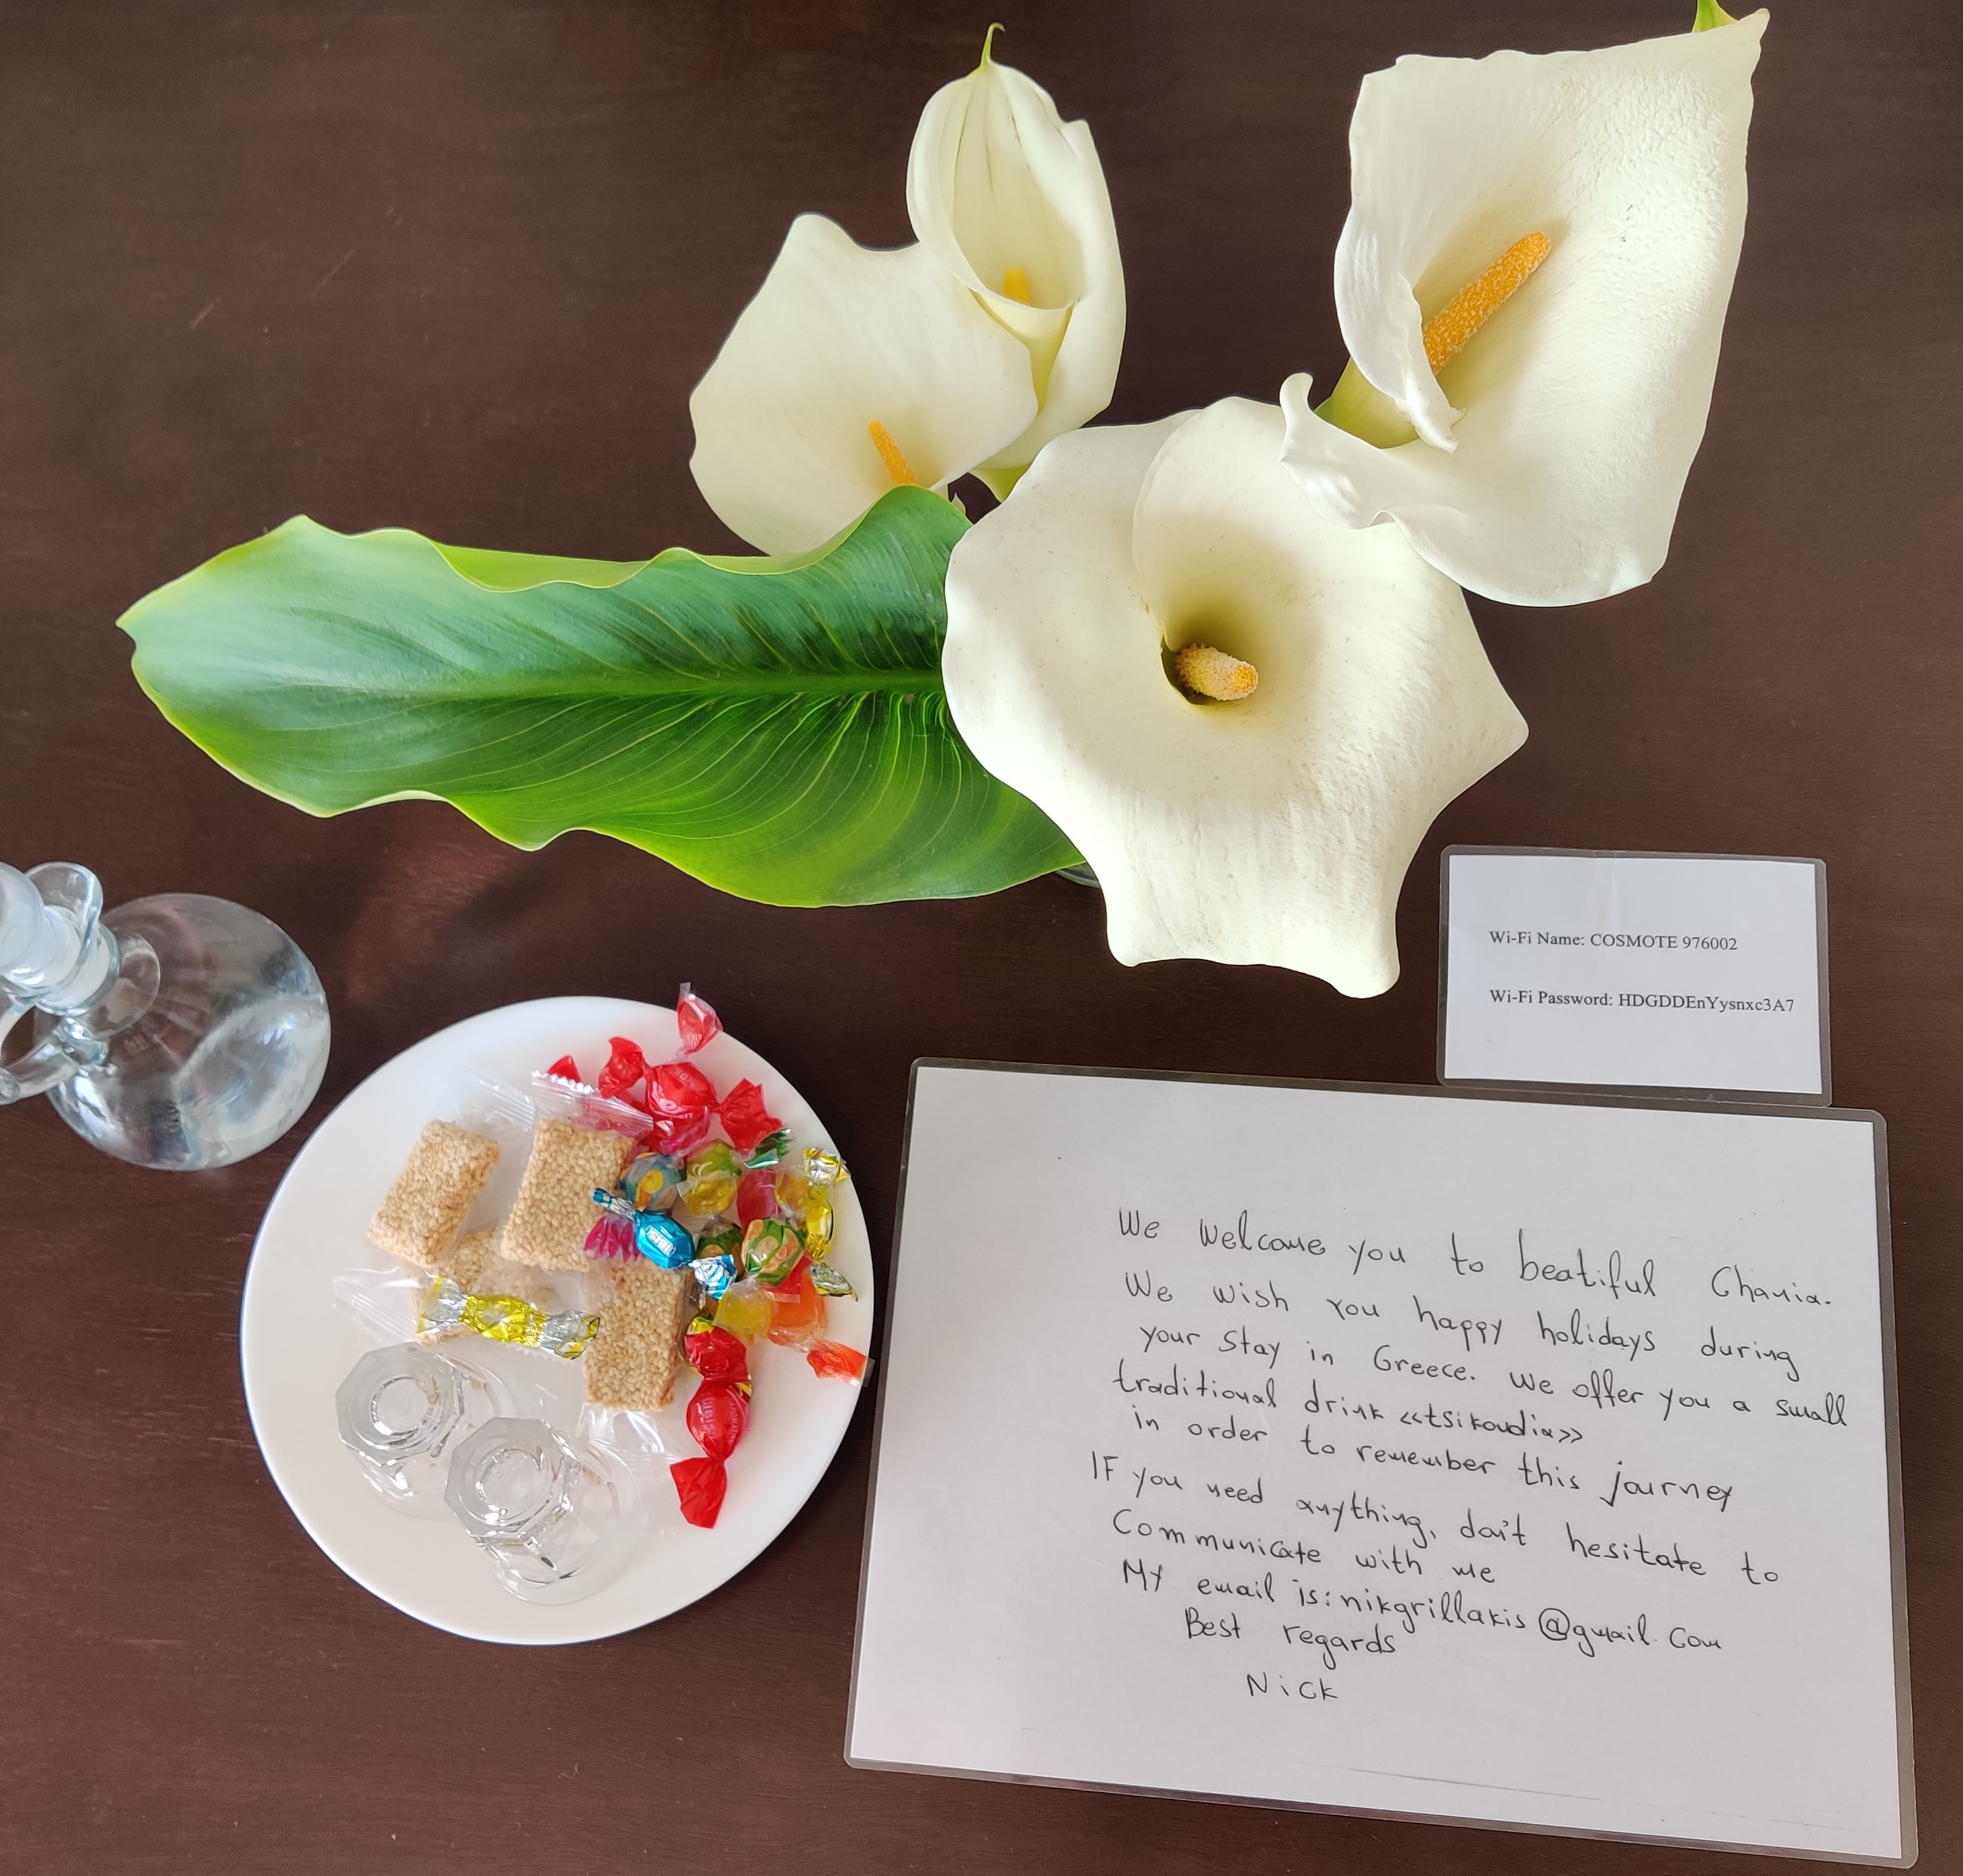 Wi-Fi Name: COSMOTE 976002
Wi-Fi Password: HDGDDEnYysnxc3A7
We welcome you to beatiful Chania.
We wish you happy holidays during
your stay in Greece. We offer you a small
traditional drink «tsikoudia»
in order to remember this journey
IF you need anything, don't hesitate to
Communicate with me
My email is: nikgrillakis@gmail.com
Best regards
Nick